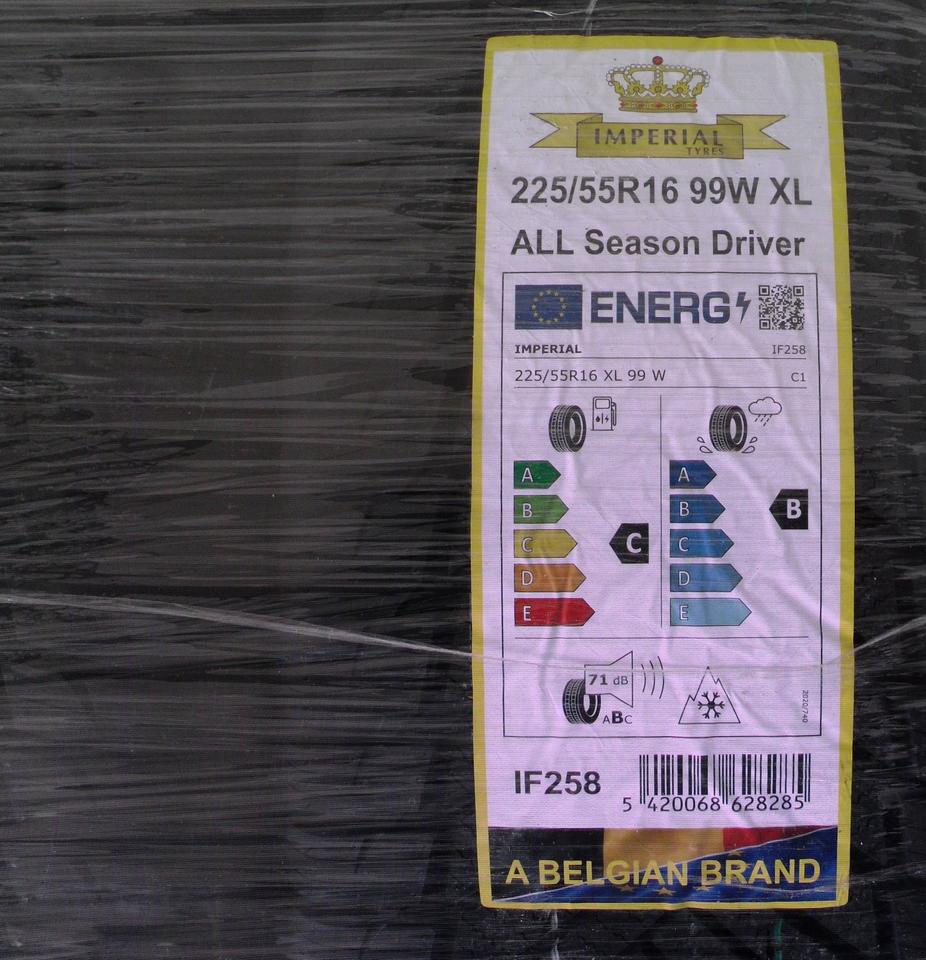 IMPERIAL
TYRES
225/55R16 99W XL
ALL Season Driver
ENERG
IMPERIAL IF258
225/55R16 XL 99 W C1
A A
B B B
C C C
D D
E E
71 dB
ABC
2020/740
IF258
5 420068 628285
A BELGIAN BRAND